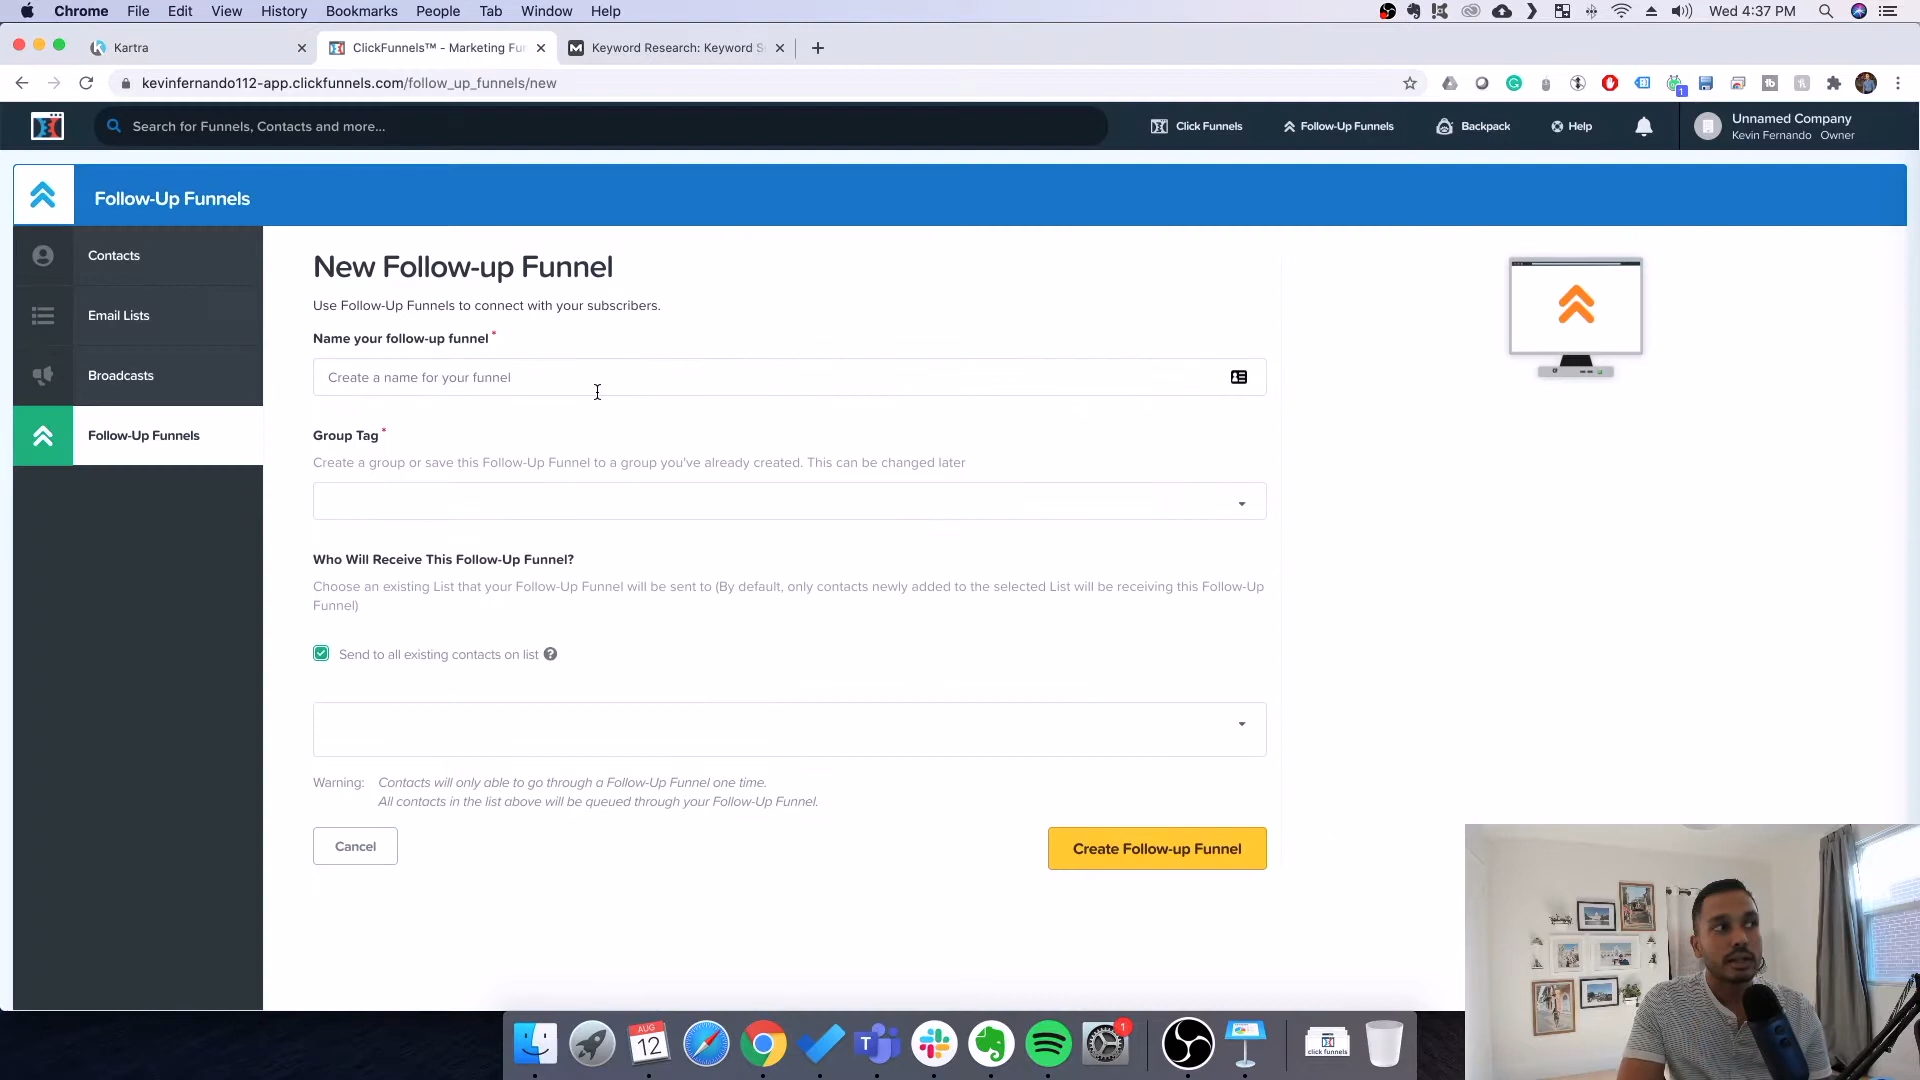 Chrome File Edit View History Bookmarks People Tab Window Help
Wed 4:37 PM
Kartra
ClickFunnels™ - Marketing Fu
Keyword Research: Keyword S
kevinfernando112-app.clickfunnels.com/follow_up_funnels/new
1
Search for Funnels, Contacts and more...
Click Funnels
Follow-Up Funnels
Backpack
Help
Unnamed Company
Kevin Fernando Owner
Follow-Up Funnels
Contacts
Email Lists
Broadcasts
Follow-Up Funnels
New Follow-up Funnel
Use Follow-Up Funnels to connect with your subscribers.
Name your follow-up funnel *
Create a name for your funnel
Group Tag *
Create a group or save this Follow-Up Funnel to a group you've already created. This can be changed later
Who Will Receive This Follow-Up Funnel?
Choose an existing List that your Follow-Up Funnel will be sent to (By default, only contacts newly added to the selected List will be receiving this Follow-Up
Funnel)
Send to all existing contacts on list ?
Warning: Contacts will only able to go through a Follow-Up Funnel one time.
All contacts in the list above will be queued through your Follow-Up Funnel.
Cancel
Create Follow-up Funnel
AUG
12
T
1
click funnels